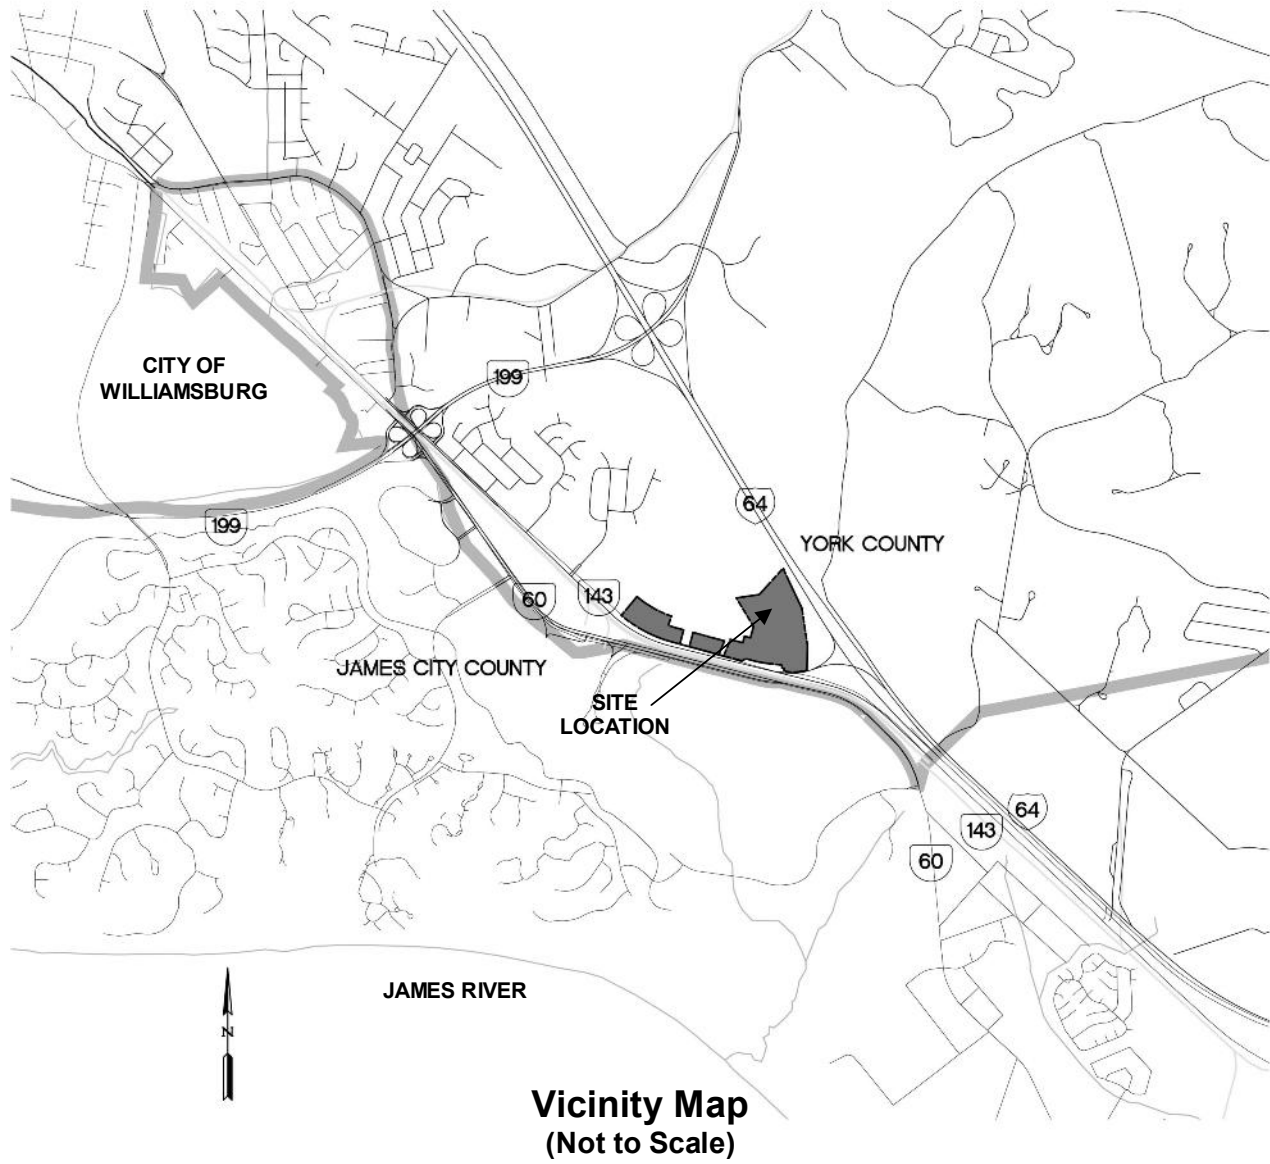 CITY OF
WILLIAMSBURG
199
199
64
YORK COUNTY
60
143
JAMES CITY COUNTY
SITE
LOCATION
64
143
60
JAMES RIVER
N
Vicinity Map
(Not to Scale)